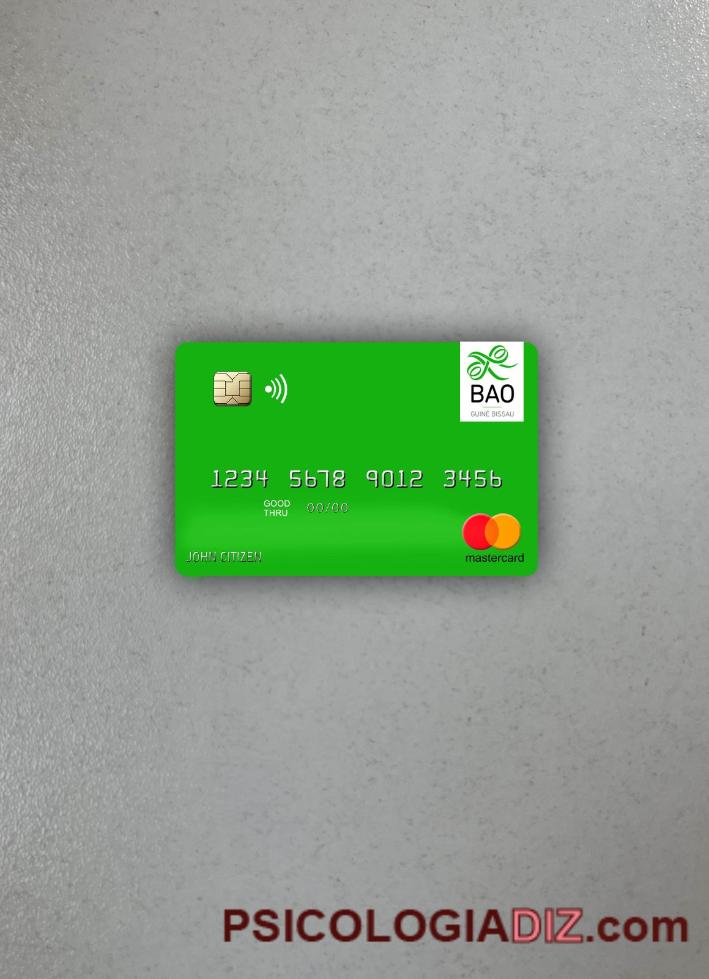 BAO
GUINÉ BISSAU
1234 5678 9012 3456
GOOD
THRU 00/00
JOHN CITIZEN
mastercard
PSICOLOGIADIZ.com